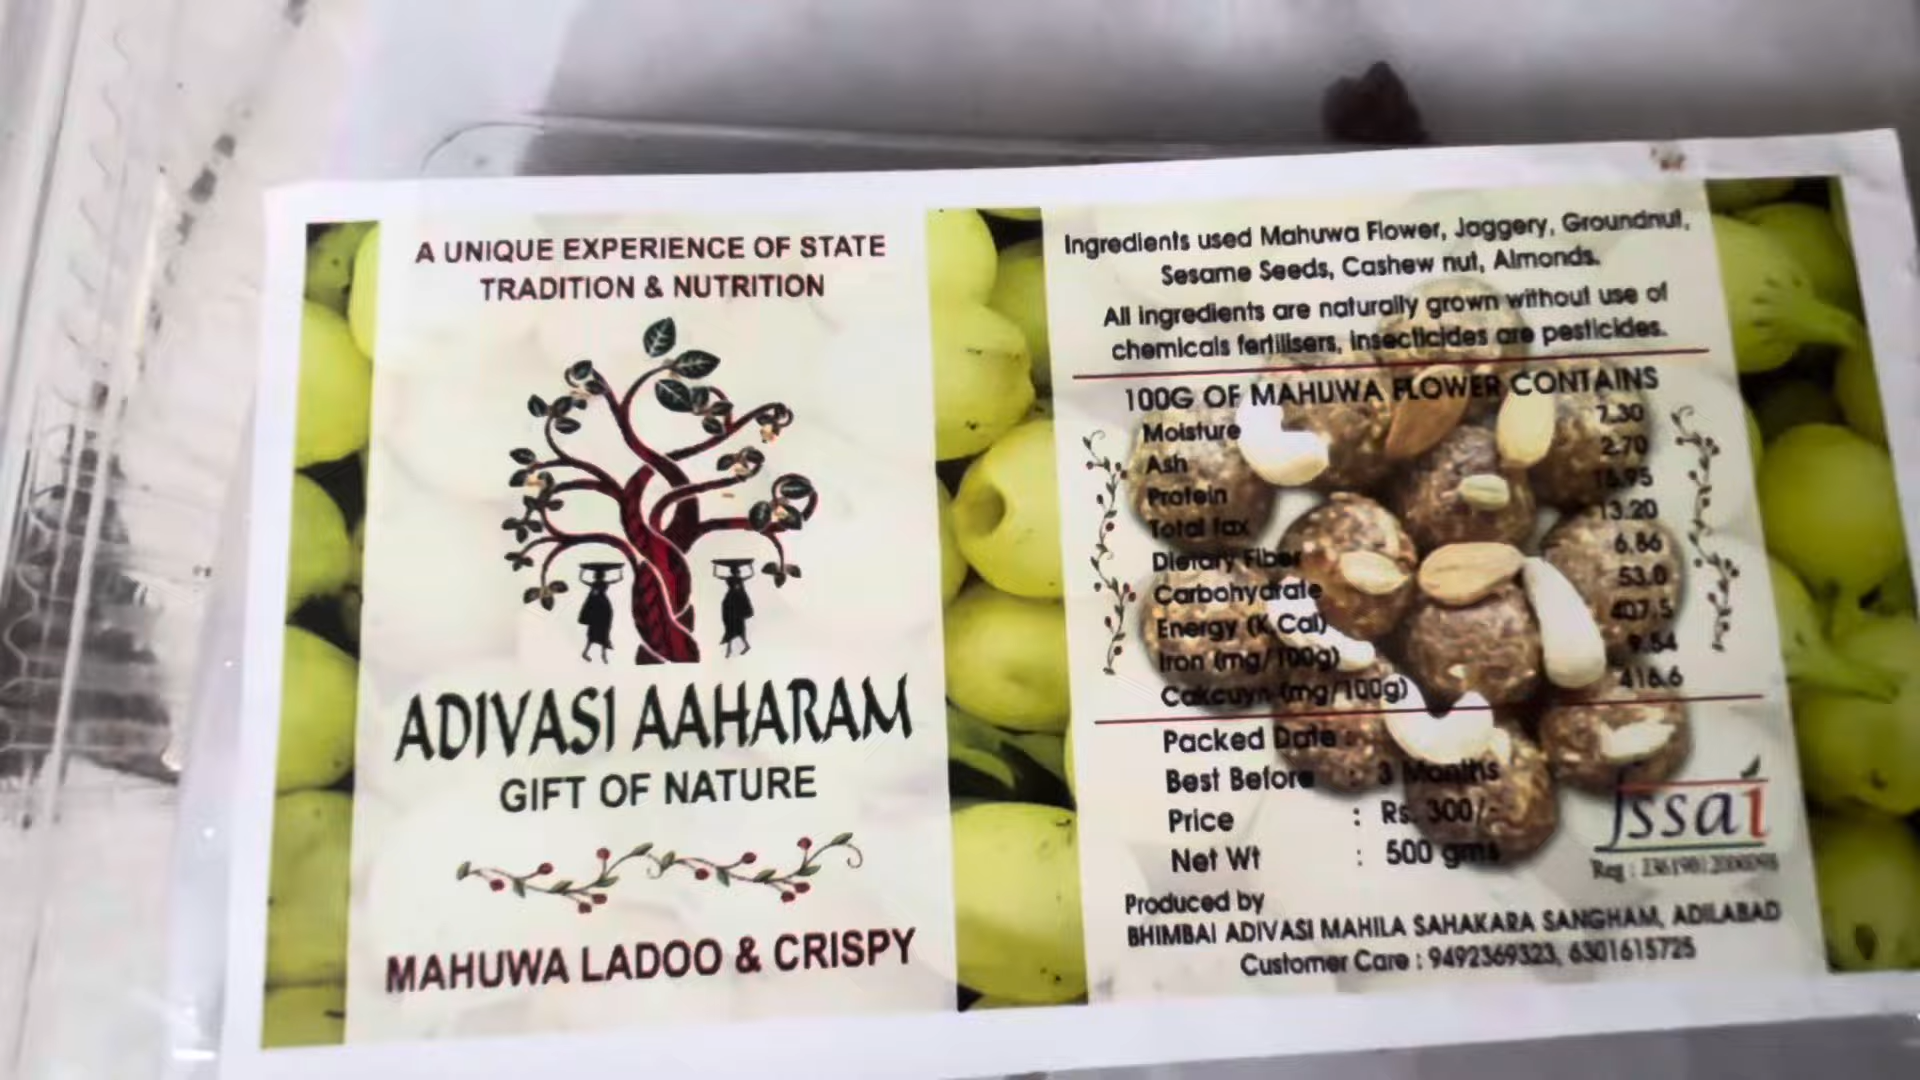 A UNIQUE EXPERIENCE OF STATE
TRADITION & NUTRITION
ADIVASI AAHARAM
GIFT OF NATURE
MAHUWA LADOO & CRISPY
Ingredients used Mahuwa Flower, Jaggery, Groundnut,
Sesame Seeds, Cashew nut, Almonds.
All ingredients are naturally grown without use of
chemicals fertilisers, insecticides are pesticides.
100G OF MAHUWA FLOWER CONTAINS
Moisture 7.30
Ash 2.70
Protein
Total fax 13.20
Dietary Fiber 6.86
Carbohydrate 53.0
Energy (K.Cal) 407.5
Iron (mg/100g) 9.54
(mg/100g) 416.6
Packed Date :
Best Before : 3 Months
Price : Rs. 300/-
Net Wt : 500 gms
fssai
Reg :
Produced by
BHIMBAI ADIVASI MAHILA SAHAKARA SANGHAM, ADILABAD
Customer Care : 9492369323, 6301615725